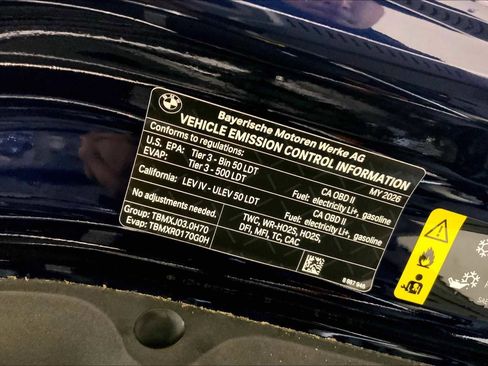 BMW
Bayerische Motoren Werke AG
VEHICLE EMISSION CONTROL INFORMATION
Conforms to regulations: MY 2026
U.S. EPA: Tier 3 - Bin 50 LDT CA OBD II
EVAP: Tier 3 - 500 LDT Fuel: electricity Li+, gasoline
California: LEV IV - ULEV 50 LDT CA OBD II
Fuel: electricity Li+, gasoline
No adjustments needed.
Group: TBMXJ03.0H70 TWC, WR-HO2S, HO2S,
Evap: TBMXR0170G0H DFI, MFI, TC, CAC
SAE